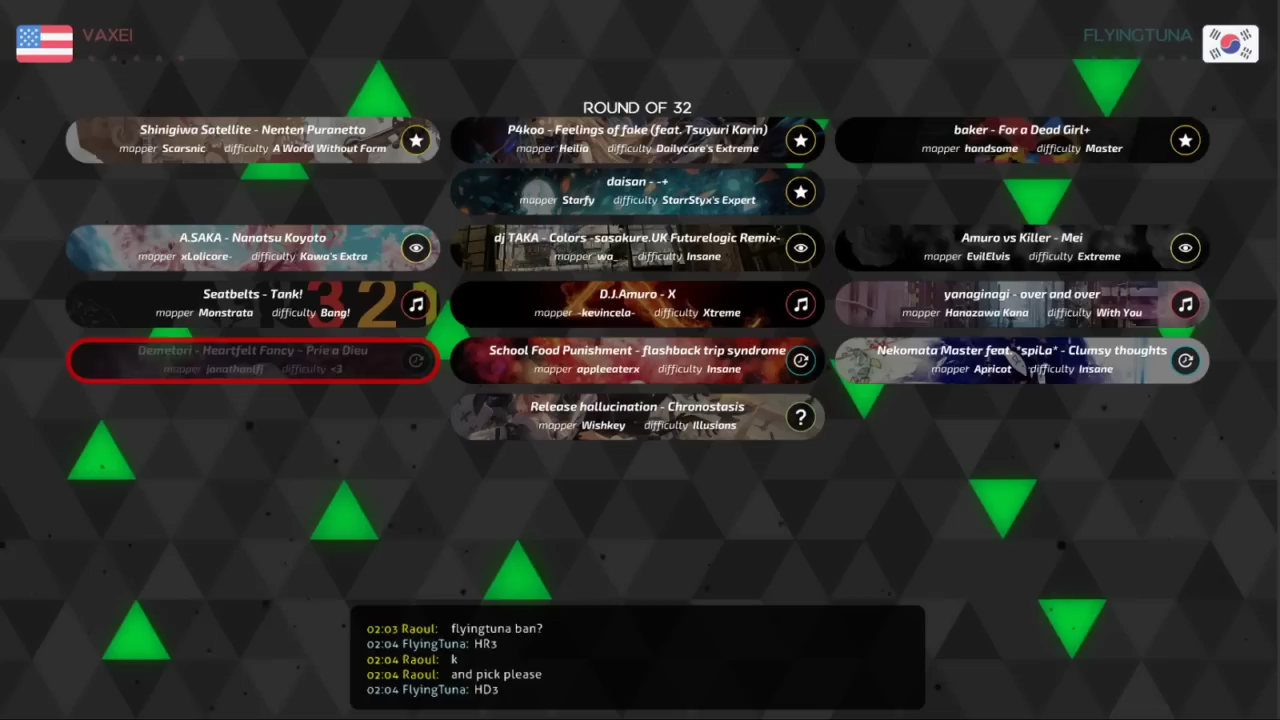 VAXEI
FLYINGTUNA
ROUND OF 32
Shinigiwa Satellite - Nenten Puranetto
mapper Scarsnic difficulty A World Without Form
P4koo - Feelings of fake (feat. Tsuyuri Karin)
mapper Heilia difficulty Dailycare's Extreme
baker - For a Dead Girl+
mapper handsome difficulty Master
daisan - -+
mapper Starfy difficulty StarrStyx's Expert
A.SAKA - Nanatsu Koyoto
mapper xLolicore- difficulty Kawa's Extra
dj TAKA - Colors -sasakure.UK Futurelogic Remix-
mapper wa_ difficulty Insane
Amuro vs Killer - Mei
mapper EvilElvis difficulty Extreme
Seatbelts - Tank!
mapper Monstrata difficulty Bang!
321
D.J.Amuro - X
mapper -kevincela- difficulty Xtreme
yanaginagi - over and over
mapper Hanazawa Kana difficulty With You
Demetori - Heartfelt Fancy ~ Prie a Dieu
mapper jonathanlfj difficulty <3
School Food Punishment - flashback trip syndrome
mapper appleeaterx difficulty Insane
Nekomata Master feat. *spiLa* - Clumsy thoughts
mapper Apricot difficulty Insane
Release hallucination - Chronostasis
mapper Wishkey difficulty Illusions
?
02:03 Raoul: flyingtuna ban?
02:04 FlyingTuna: HR3
02:04 Raoul: k
02:04 Raoul: and pick please
02:04 FlyingTuna: HD3